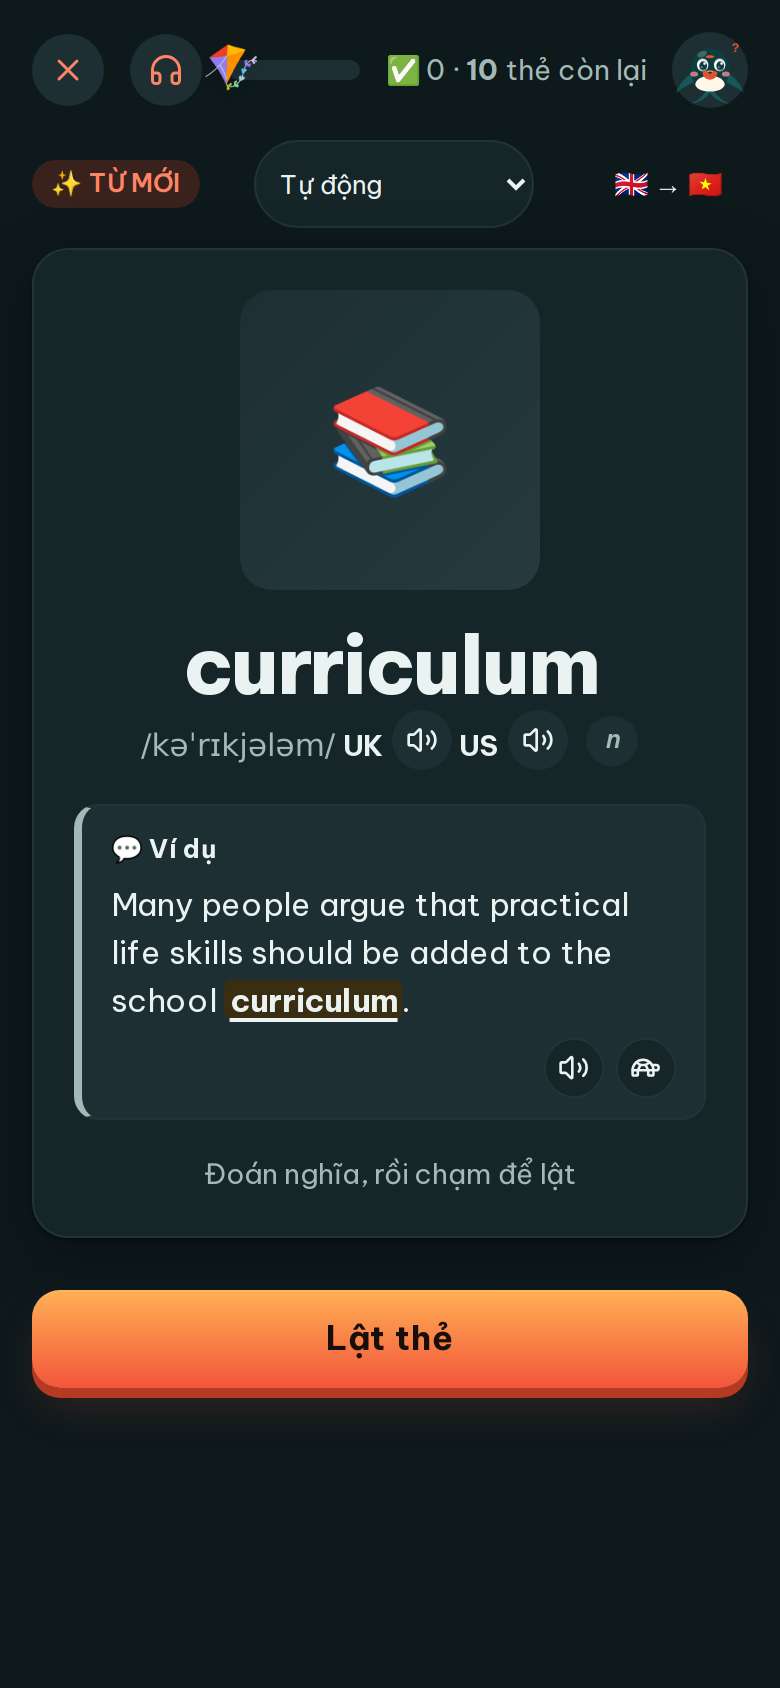 ✅ 0 · 10 thẻ còn lại
✨ TỪ MỚI
Tự động
🇬🇧 → 🇻🇳
curriculum
/kəˈrɪkjələm/ UK US n
💬 Ví dụ
Many people argue that practical
life skills should be added to the
school curriculum.
Đoán nghĩa, rồi chạm để lật
Lật thẻ